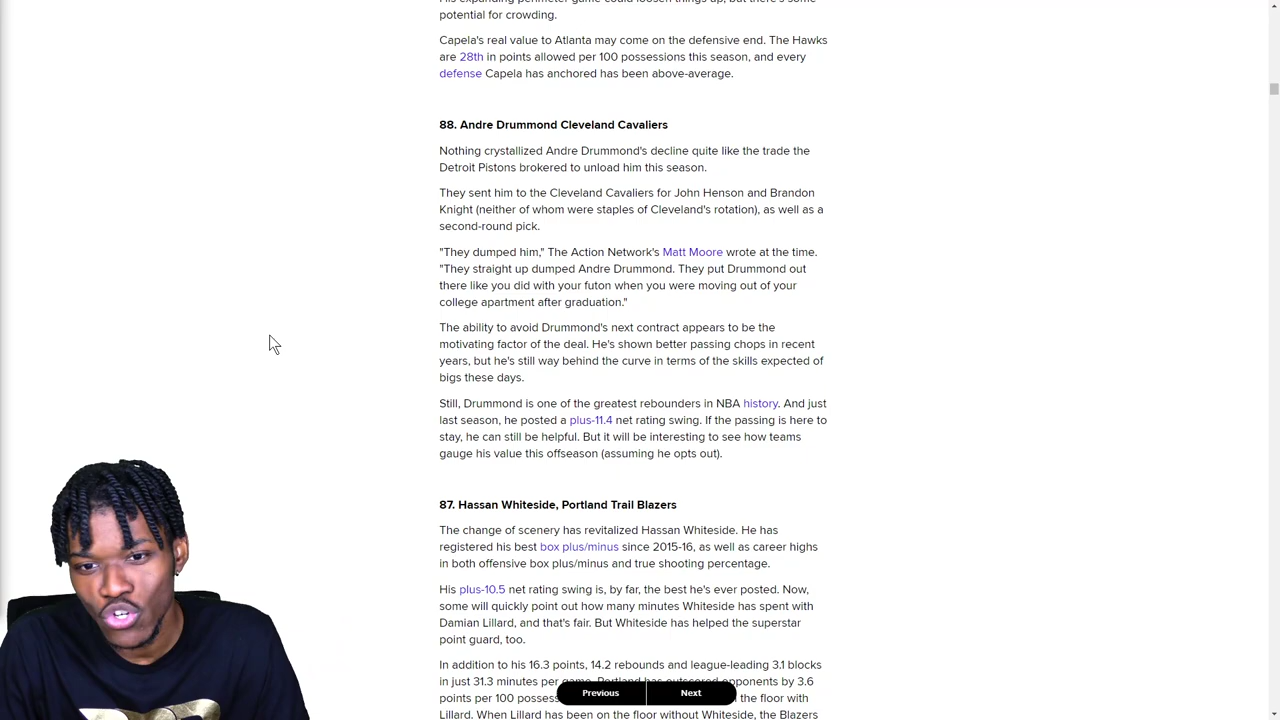 His expanding perimeter game could loosen things up, but there's some
potential for crowding.
Capela's real value to Atlanta may come on the defensive end. The Hawks
are 28th in points allowed per 100 possessions this season, and every
defense Capela has anchored has been above-average.
88. Andre Drummond Cleveland Cavaliers
Nothing crystallized Andre Drummond's decline quite like the trade the
Detroit Pistons brokered to unload him this season.
They sent him to the Cleveland Cavaliers for John Henson and Brandon
Knight (neither of whom were staples of Cleveland's rotation), as well as a
second-round pick.
"They dumped him," The Action Network's Matt Moore wrote at the time.
"They straight up dumped Andre Drummond. They put Drummond out
there like you did with your futon when you were moving out of your
college apartment after graduation."
The ability to avoid Drummond's next contract appears to be the
motivating factor of the deal. He's shown better passing chops in recent
years, but he's still way behind the curve in terms of the skills expected of
bigs these days.
Still, Drummond is one of the greatest rebounders in NBA history. And just
last season, he posted a plus-11.4 net rating swing. If the passing is here to
stay, he can still be helpful. But it will be interesting to see how teams
gauge his value this offseason (assuming he opts out).
87. Hassan Whiteside, Portland Trail Blazers
The change of scenery has revitalized Hassan Whiteside. He has
registered his best box plus/minus since 2015-16, as well as career highs
in both offensive box plus/minus and true shooting percentage.
His plus-10.5 net rating swing is, by far, the best he's ever posted. Now,
some will quickly point out how many minutes Whiteside has spent with
Damian Lillard, and that's fair. But Whiteside has helped the superstar
point guard, too.
In addition to his 16.3 points, 14.2 rebounds and league-leading 3.1 blocks
in just 31.3 minutes per game, Portland has outscored opponents by 3.6
points per 100 possess the floor with
Previous Next
Lillard. When Lillard has been on the floor without Whiteside, the Blazers